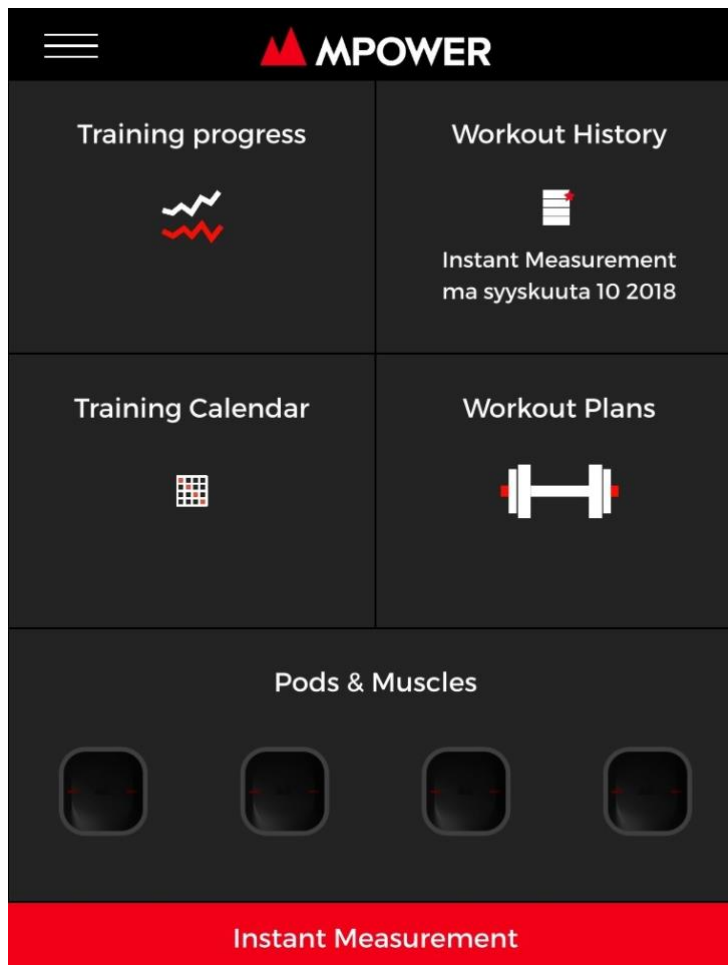 MPOWER
Training progress
Workout History
Instant Measurement
ma syyskuuta 10 2018
Training Calendar
Workout Plans
Pods & Muscles
Instant Measurement